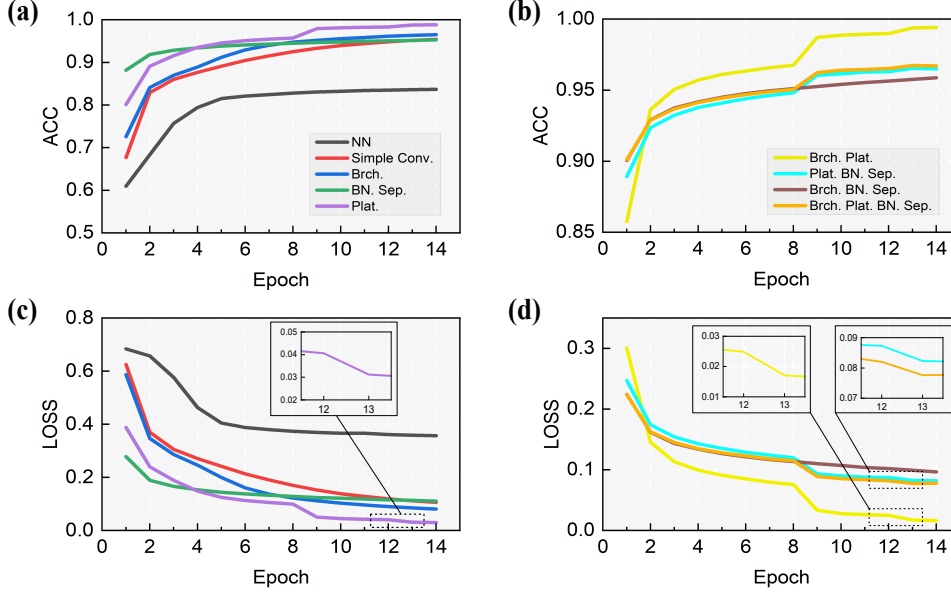 (a)
ACC
1.0
0.9
0.8
0.7
0.6
0.5
NN
Simple Conv.
Brch.
BN. Sep.
Plat.
0 2 4 6 8 10 12 14
Epoch
(b)
ACC
1.00
0.95
0.90
0.85
Brch. Plat.
Plat. BN. Sep.
Brch. BN. Sep.
Brch. Plat. BN. Sep.
0 2 4 6 8 10 12 14
Epoch
(c)
LOSS
0.8
0.6
0.4
0.2
0.0
0.05
0.04
0.03
0.02
12 13
0 2 4 6 8 10 12 14
Epoch
(d)
LOSS
0.3
0.2
0.1
0.0
0.03
0.02
0.01
12 13
0.09
0.08
0.07
12 13
0 2 4 6 8 10 12 14
Epoch